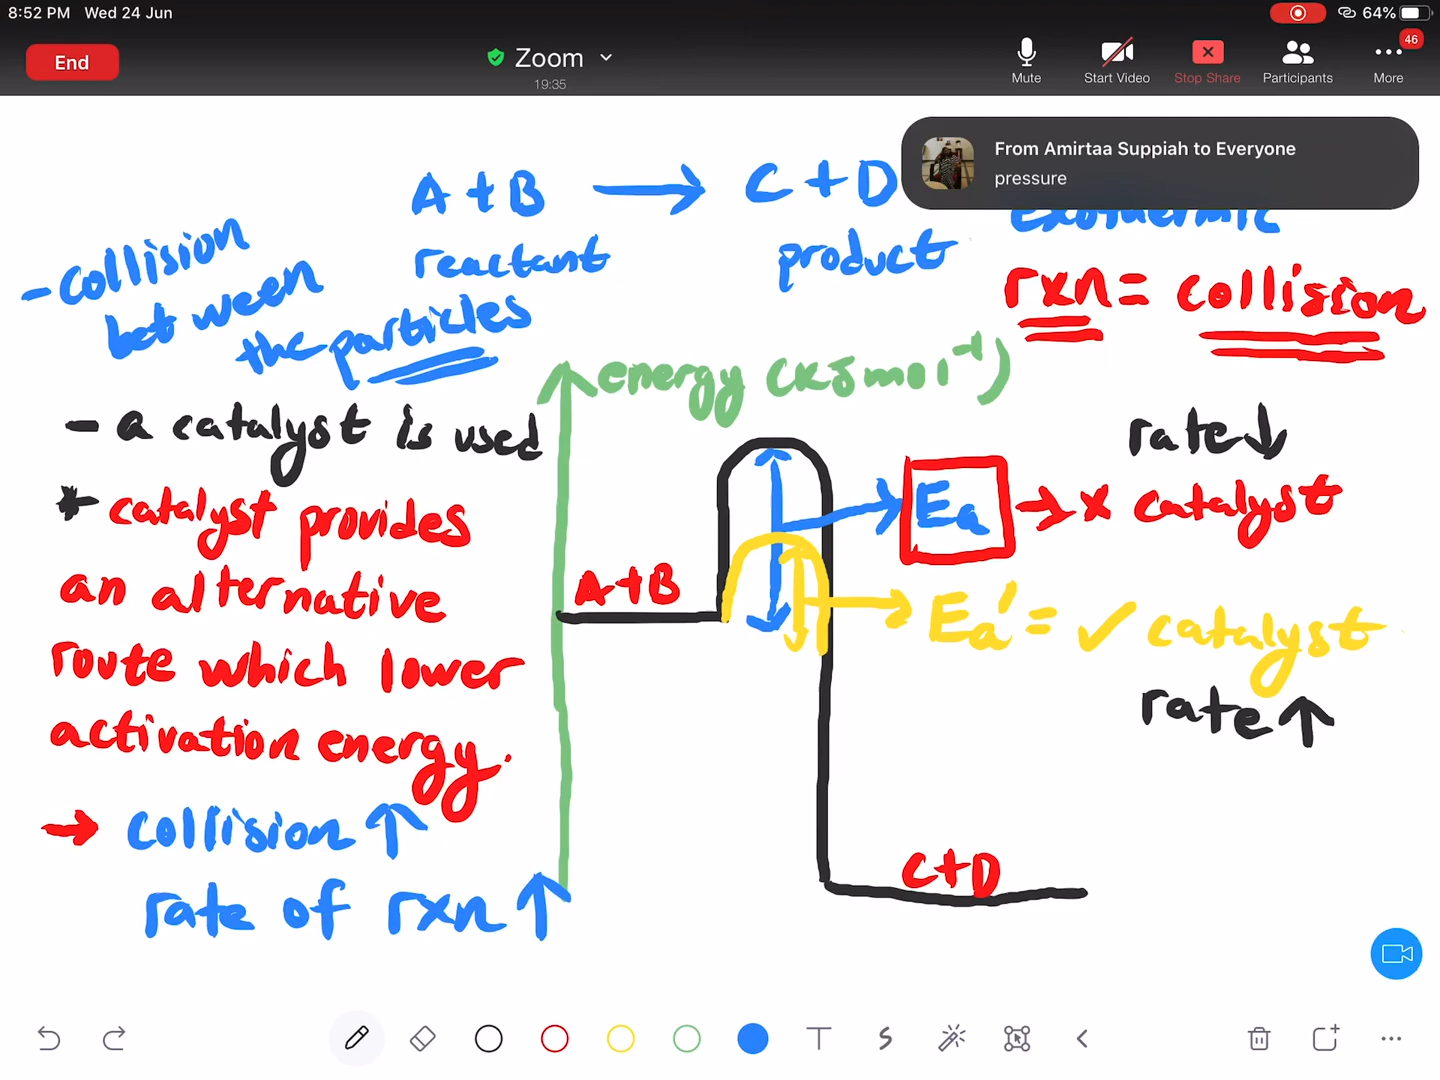 8:52 PM Wed 24 Jun
64%
End
Zoom
19:35
Mute
Start Video
Stop Share
Participants
More
46
From Amirtaa Suppiah to Everyone
pressure
A + B → C + D
Exothermic
reactant
product
- collision
between
the particles
rxn = collision
energy (KJ mol⁻¹)
- a catalyst is used
* catalyst provides
an alternative
route which lower
activation energy.
→ collision ↑
rate of rxn ↑
A+B
C+D
rate ↓
Ea → x catalyst
Ea' = ✓ catalyst
rate ↑
T